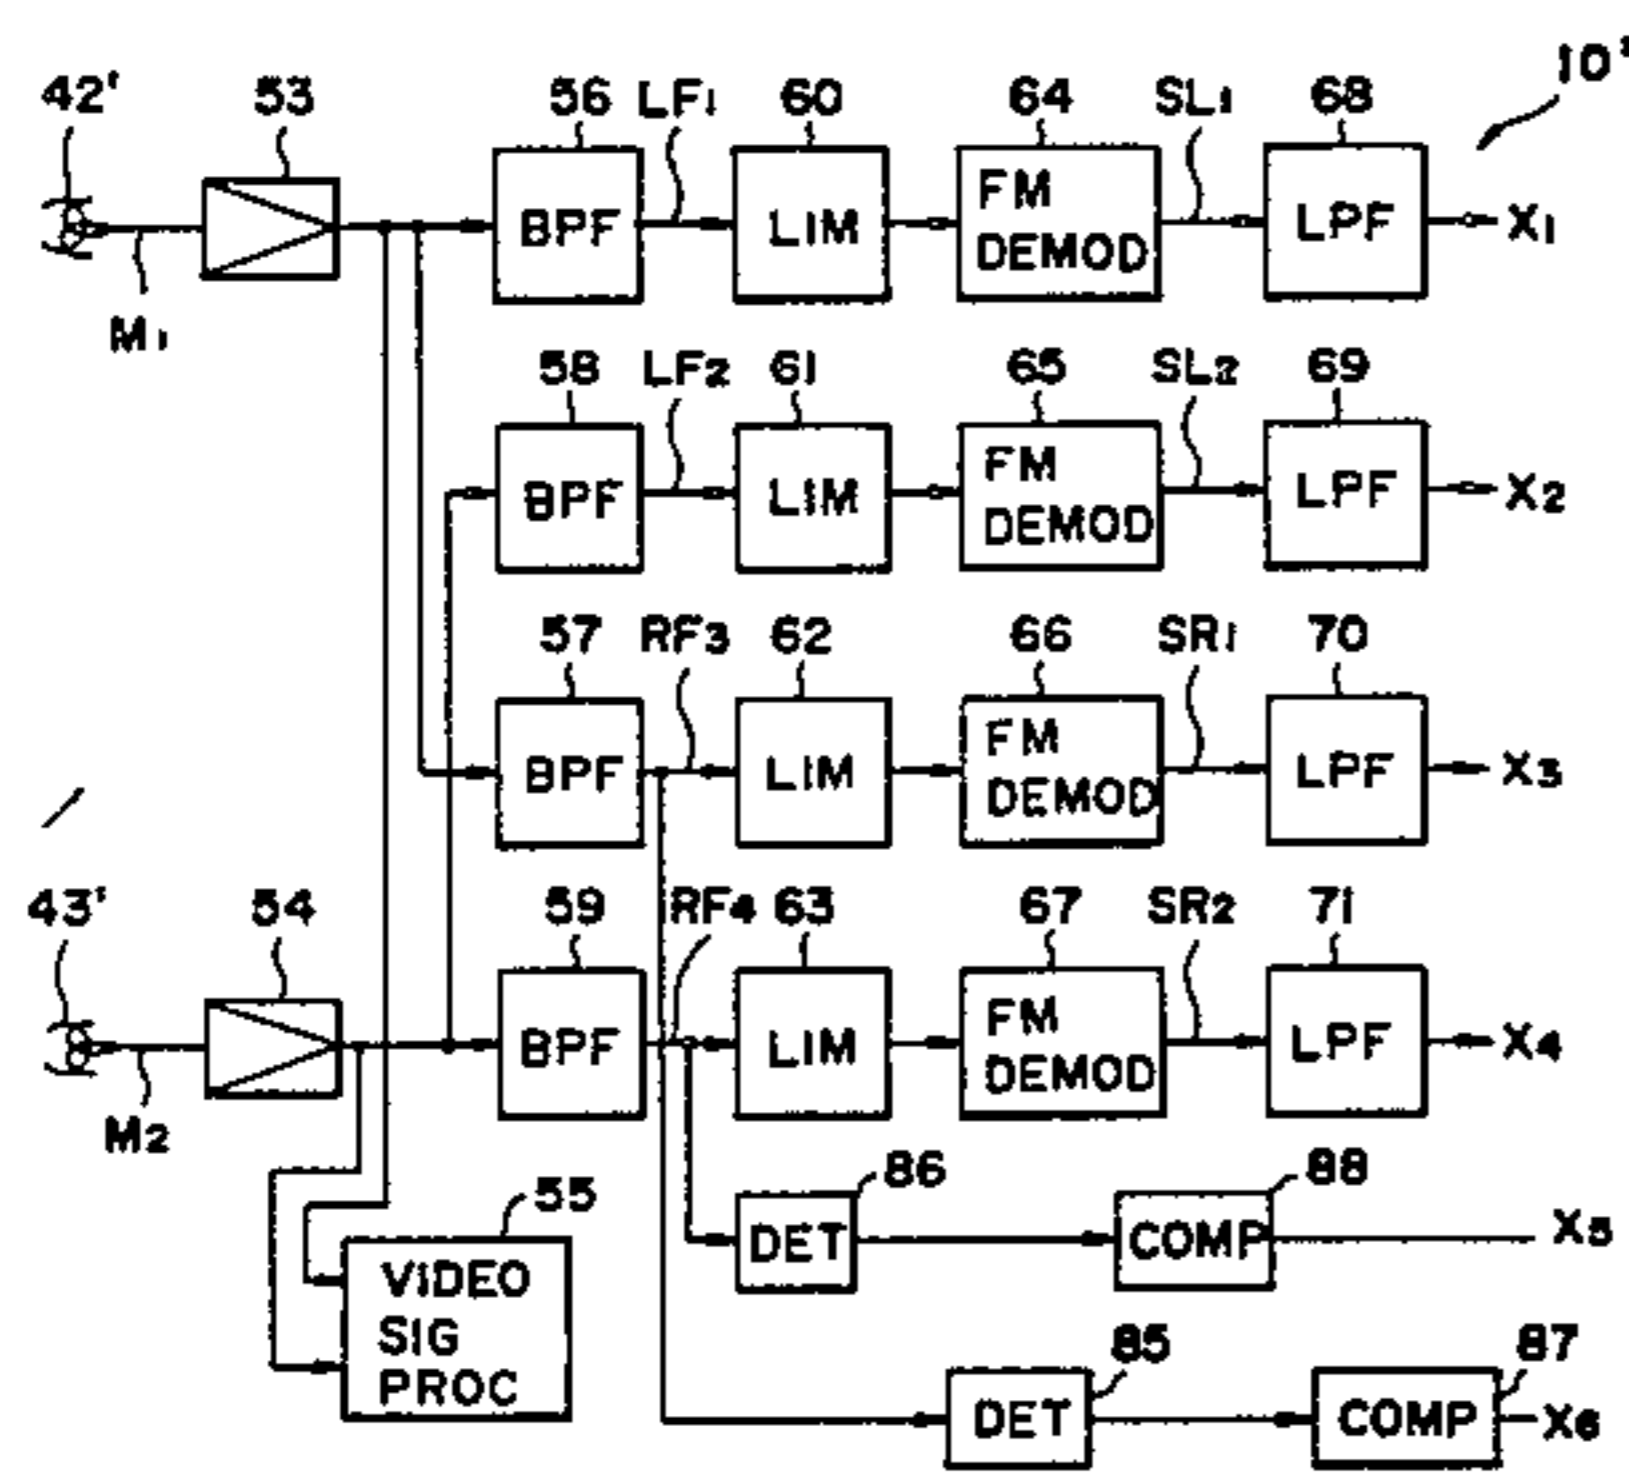 10'
42' 53 56 LF1 60 64 SL1 68
BPF LIM FM DEMOD LPF X1
M1
58 LF2 61 65 SL2 69
BPF LIM FM DEMOD LPF X2
57 RF3 62 66 SR1 70
BPF LIM FM DEMOD LPF X3
43' 54 59 RF4 63 67 SR2 71
BPF LIM FM DEMOD LPF X4
M2
86 88
DET COMP X5
55
VIDEO
SIG
PROC
85 87
DET COMP X6